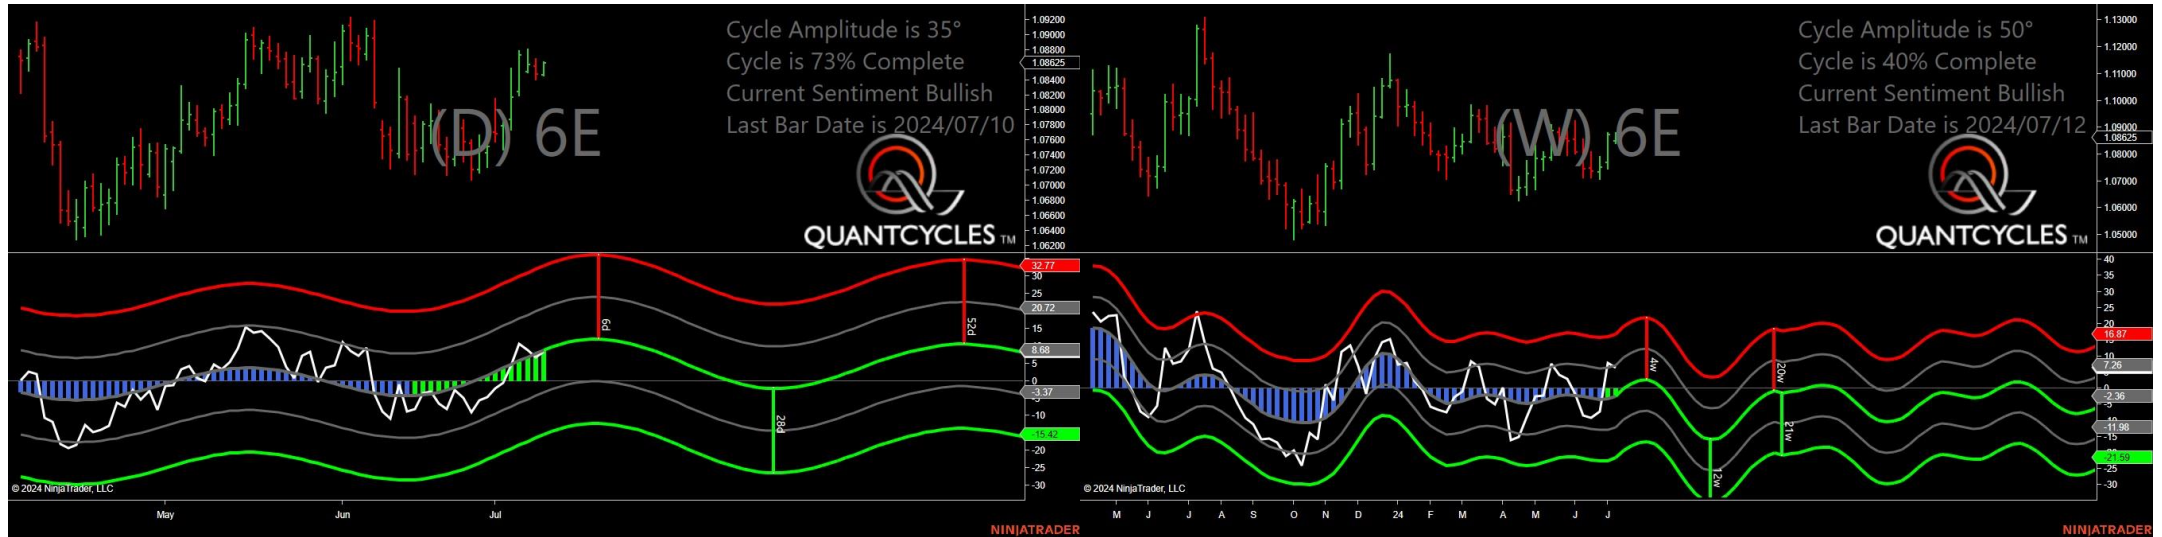 Cycle Amplitude is 35°
Cycle is 73% Complete
Current Sentiment Bullish
Last Bar Date is 2024/07/10
(D) 6E
QUANTCYCLES TM
1.09200
1.09000
1.08800
1.08625
1.08400
1.08200
1.08000
1.07800
1.07600
1.07400
1.07200
1.07000
1.06800
1.06600
1.06400
1.06200
32.77
30
25
20.72
15
8.68
5
0
-3.37
-10
-15.42
-20
-25
-30
6d
28d
52d
© 2024 NinjaTrader, LLC
May
Jun
Jul
NINJATRADER
Cycle Amplitude is 50°
Cycle is 40% Complete
Current Sentiment Bullish
Last Bar Date is 2024/07/12
(W) 6E
QUANTCYCLES TM
1.13000
1.12000
1.11000
1.10000
1.09000
1.08625
1.08000
1.07000
1.06000
1.05000
40
35
30
25
20
16.87
10
7.26
0
-2.36
-5
-11.98
-15
-21.59
-25
-30
4w
12w
20w
21w
© 2024 NinjaTrader, LLC
M J J A S O N D 24 F M A M J J
NINJATRADER